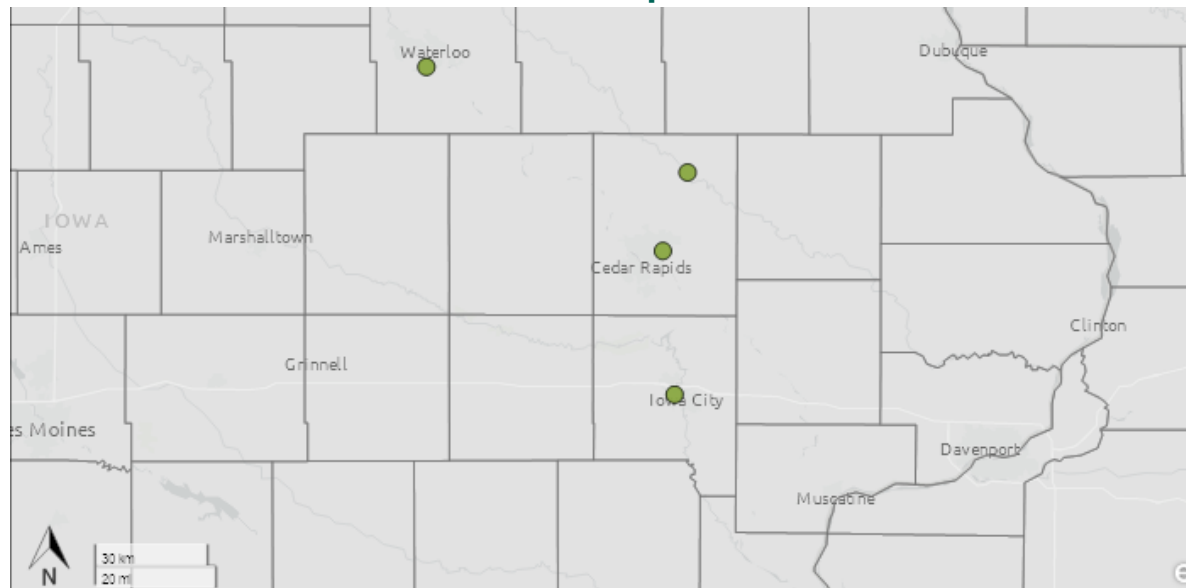 Waterloo
Dubuque
IOWA
Ames
Marshalltown
Cedar Rapids
Clinton
Grinnell
Iowa City
es Moines
Davenport
Muscatine
N
30 km
20 mi